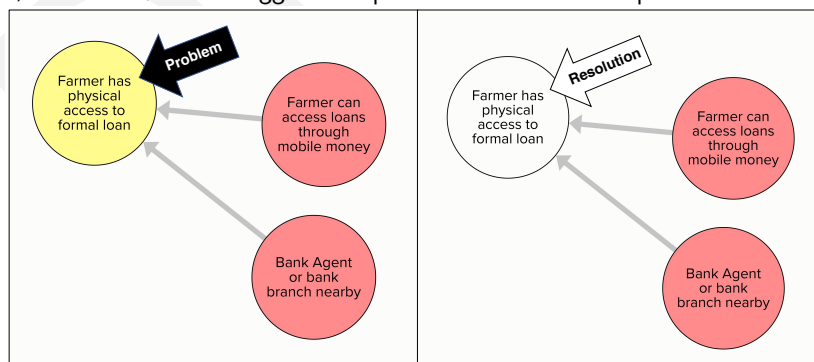 Problem
Farmer has
physical
access to
formal loan
Farmer can
access loans
through
mobile money
Bank Agent
or bank
branch nearby
Resolution
Farmer has
physical
access to
formal loan
Farmer can
access loans
through
mobile money
Bank Agent
or bank
branch nearby